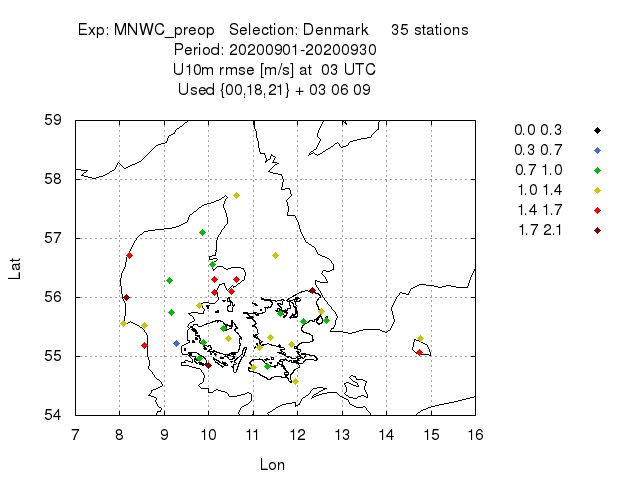 Exp: MNWC_preop   Selection: Denmark     35 stations
Period: 20200901-20200930
U10m rmse [m/s] at  03 UTC
Used {00,18,21} + 03 06 09
59
58
57
56
55
54
Lat
7 8 9 10 11 12 13 14 15 16
Lon
0.0 0.3
0.3 0.7
0.7 1.0
1.0 1.4
1.4 1.7
1.7 2.1